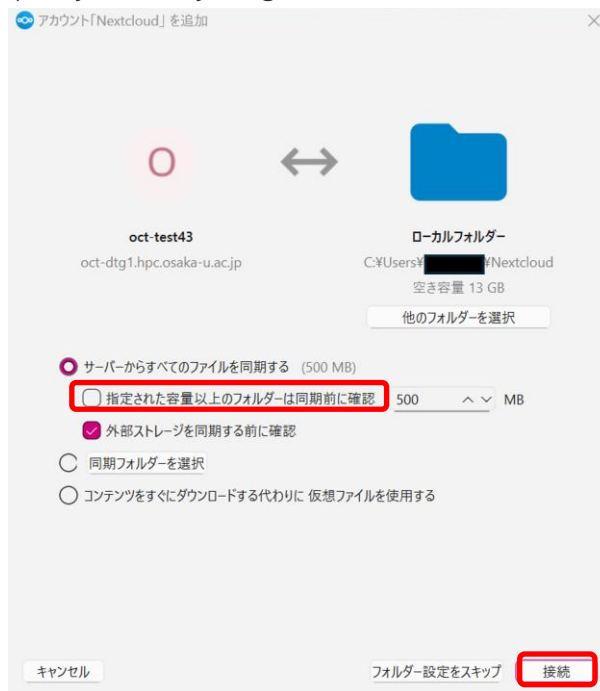 アカウント「Nextcloud」を追加
O
oct-test43
oct-dtg1.hpc.osaka-u.ac.jp
ローカルフォルダー
C:¥Users¥ ¥Nextcloud
空き容量 13 GB
他のフォルダーを選択
サーバーからすべてのファイルを同期する (500 MB)
指定された容量以上のフォルダーは同期前に確認 500 MB
外部ストレージを同期する前に確認
同期フォルダーを選択
コンテンツをすぐにダウンロードする代わりに 仮想ファイルを使用する
キャンセル フォルダー設定をスキップ 接続